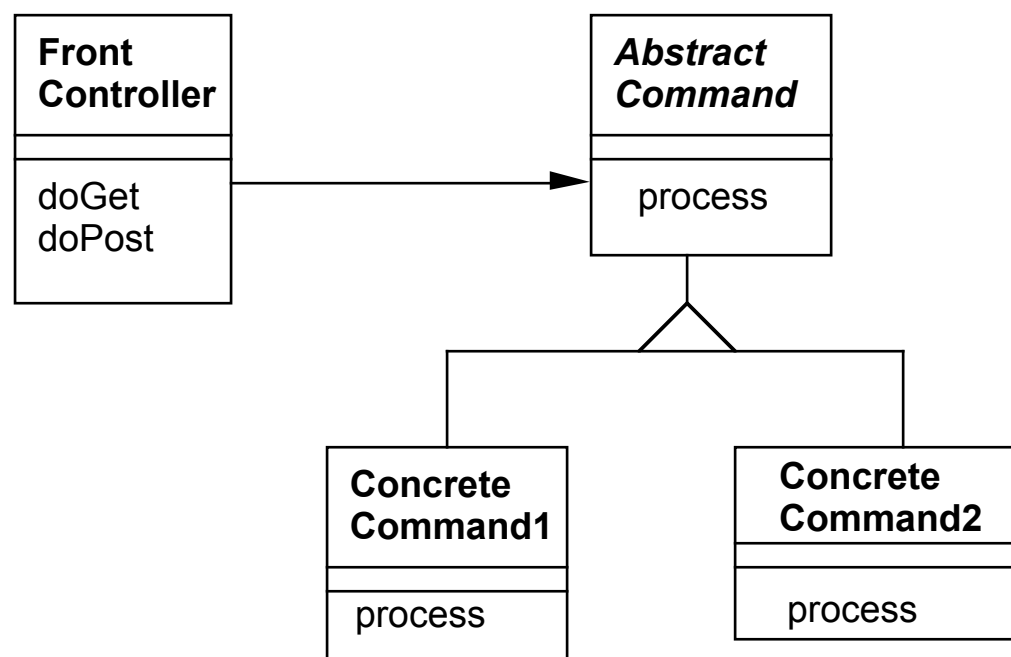 Front
Controller
doGet
doPost
Abstract
Command
process
Concrete
Command1
process
Concrete
Command2
process